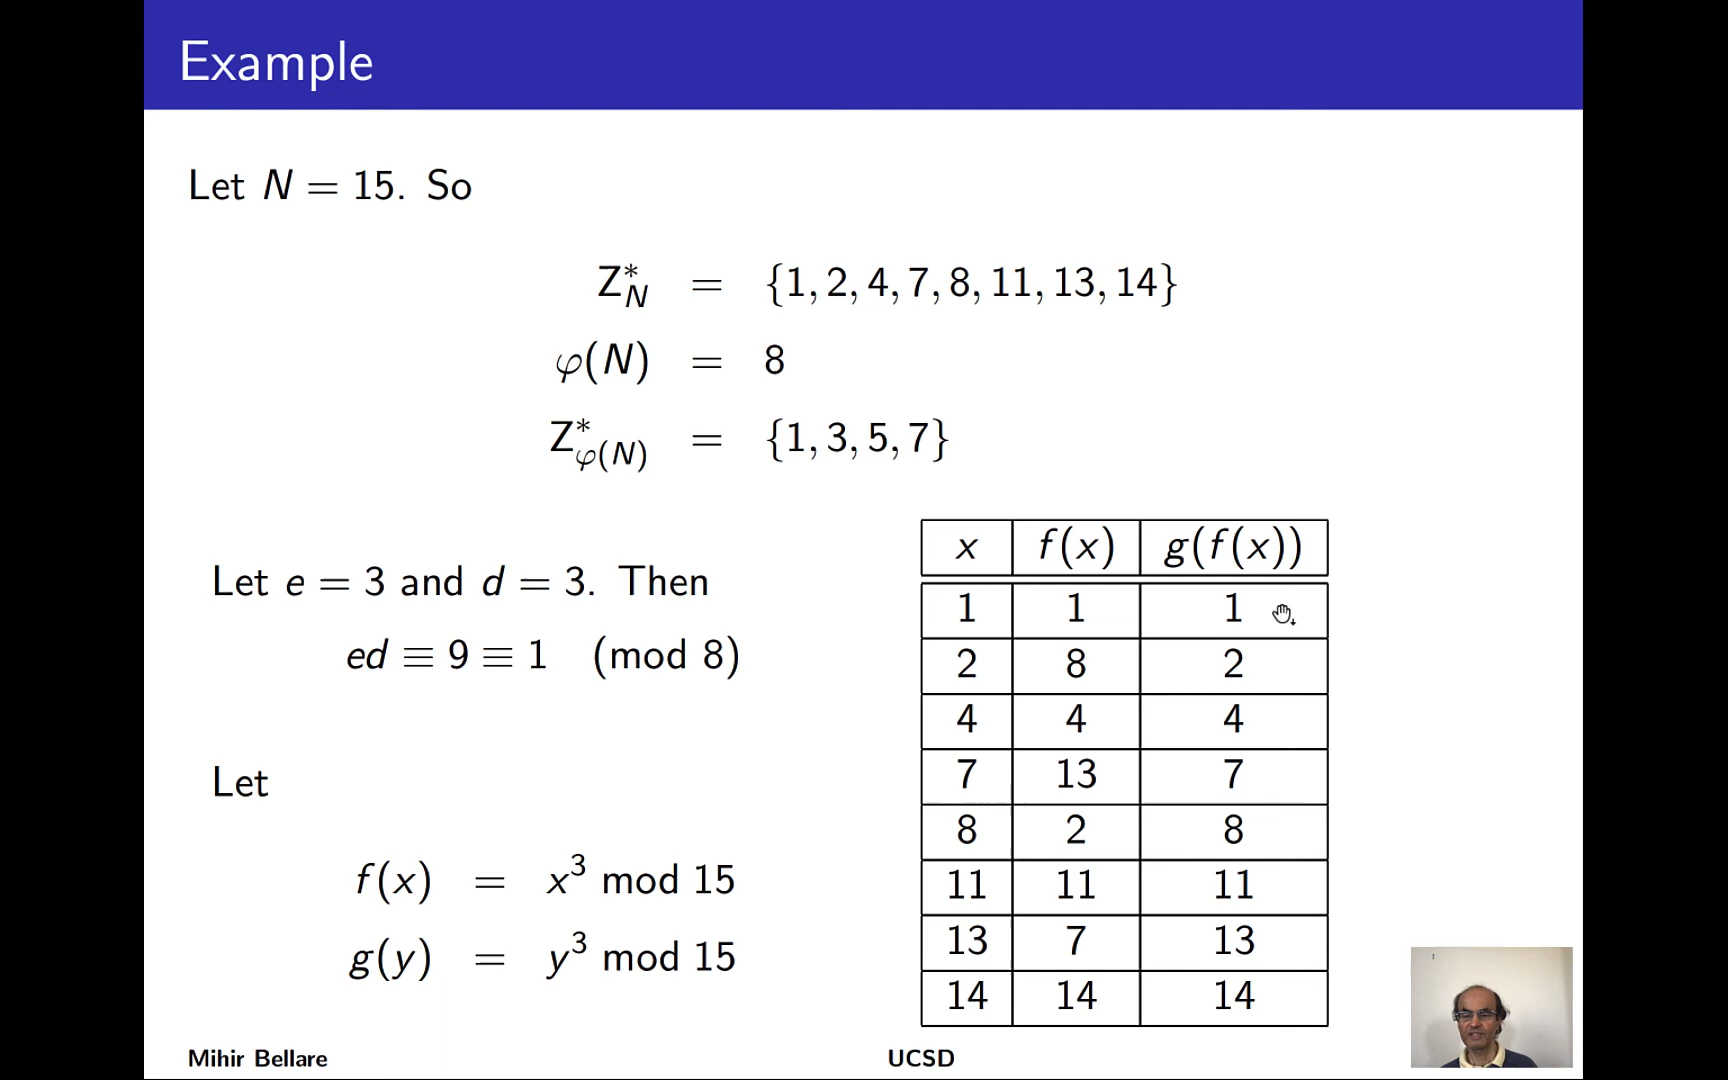 Example
Let N = 15. So
Z*_N = {1, 2, 4, 7, 8, 11, 13, 14}
φ(N) = 8
Z*_φ(N) = {1, 3, 5, 7}
Let e = 3 and d = 3. Then
ed ≡ 9 ≡ 1 (mod 8)
Let
f(x) = x³ mod 15
g(y) = y³ mod 15
x f(x) g(f(x))
1 1 1
2 8 2
4 4 4
7 13 7
8 2 8
11 11 11
13 7 13
14 14 14
Mihir Bellare UCSD